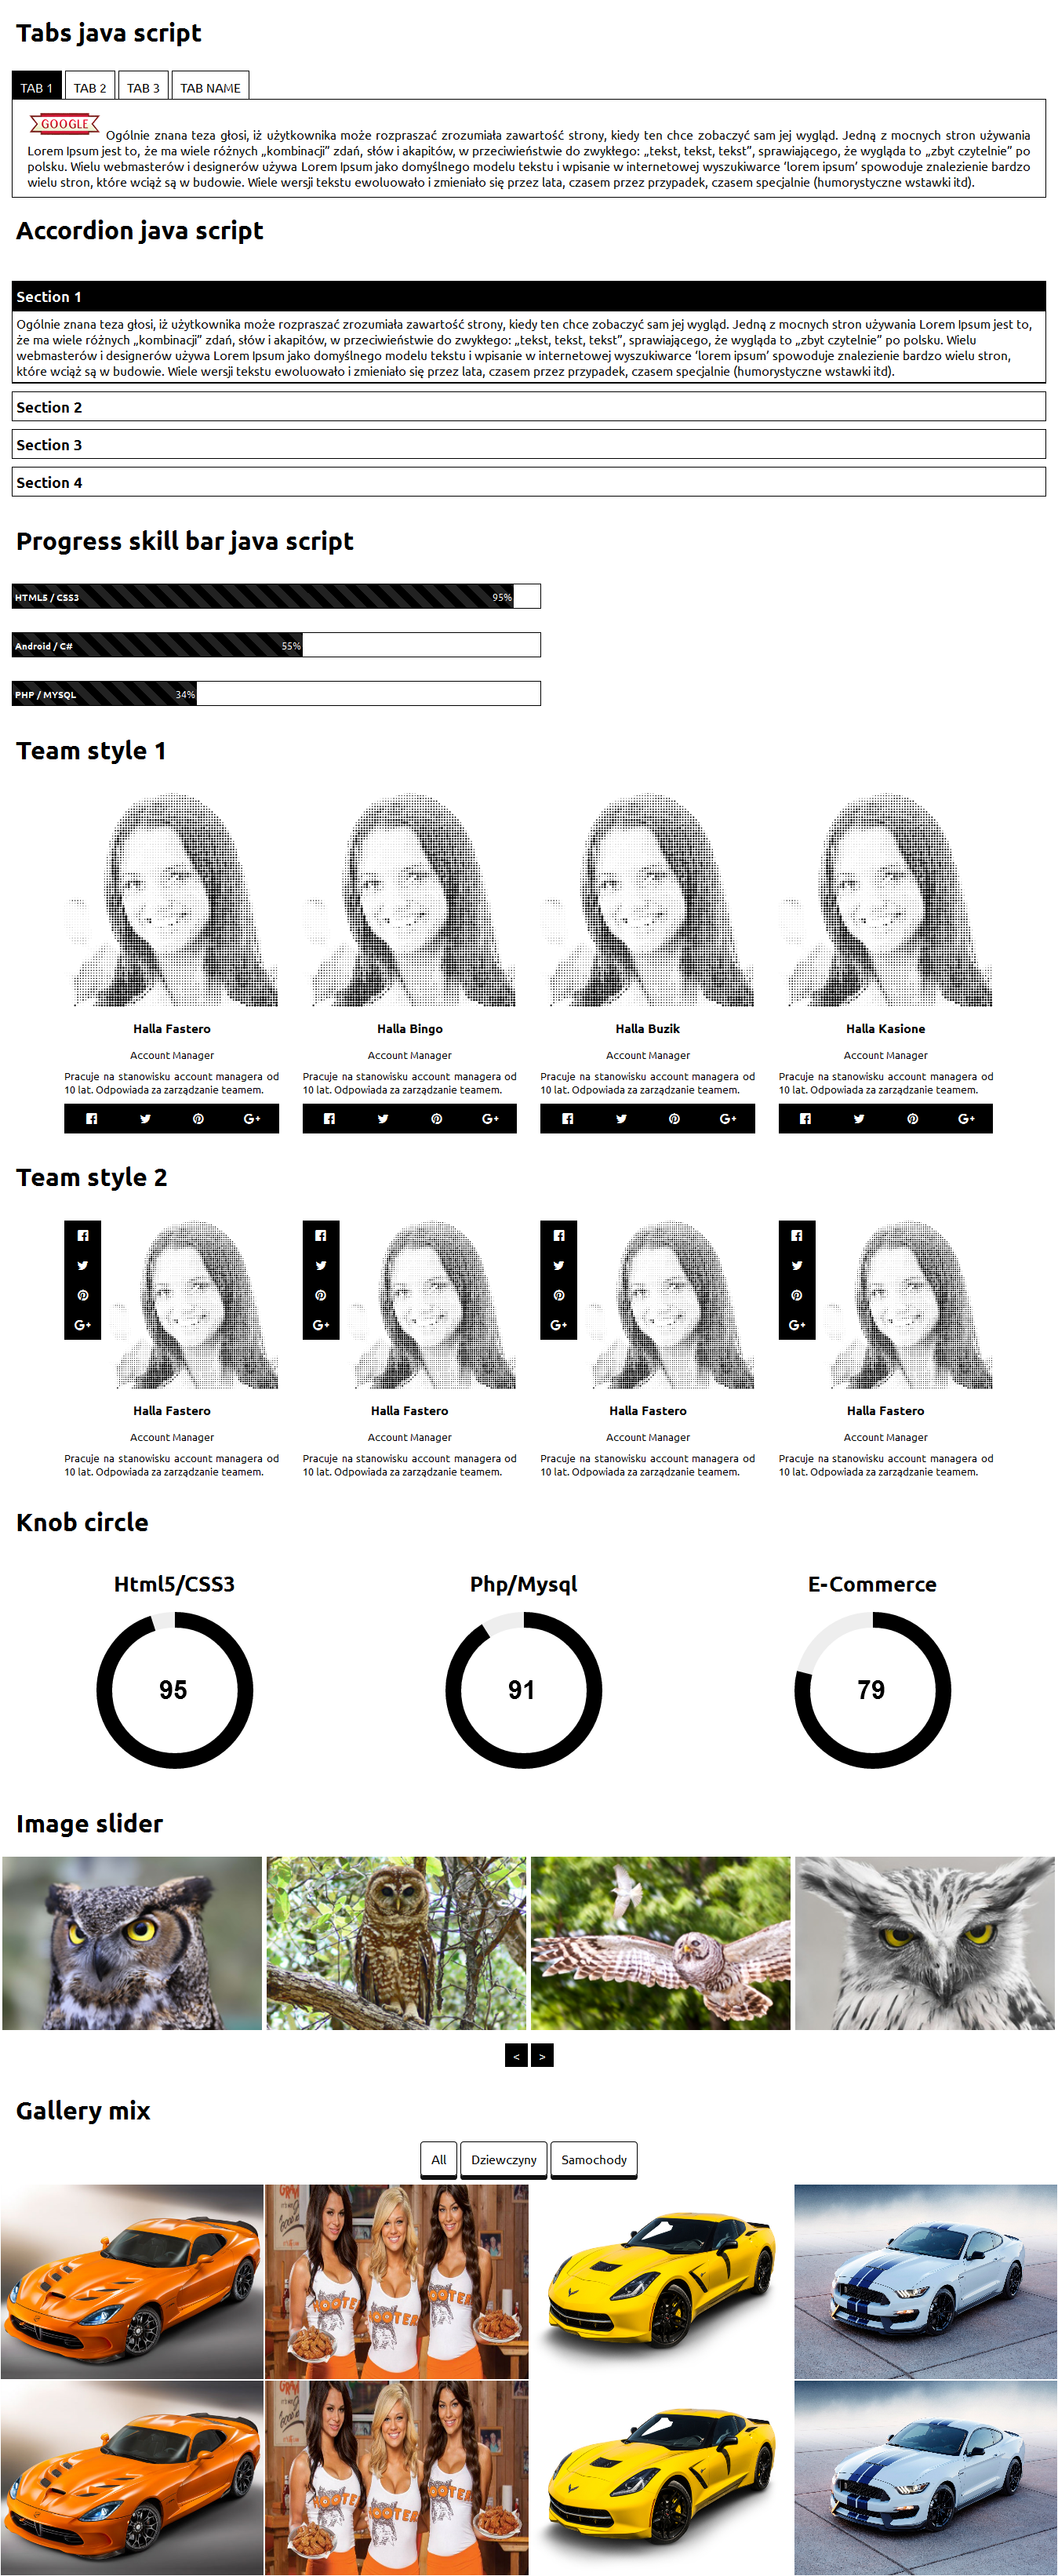 Tabs java script
TAB 1 TAB 2 TAB 3 TAB NAME
GOOGLE Ogólnie znana teza głosi, iż użytkownika może rozpraszać zrozumiała zawartość strony, kiedy ten chce zobaczyć sam jej wygląd. Jedną z mocnych stron używania
Lorem Ipsum jest to, że ma wiele różnych „kombinacji” zdań, słów i akapitów, w przeciwieństwie do zwykłego: „tekst, tekst, tekst”, sprawiającego, że wygląda to „zbyt czytelnie” po
polsku. Wielu webmasterów i designerów używa Lorem Ipsum jako domyślnego modelu tekstu i wpisanie w internetowej wyszukiwarce ‘lorem ipsum’ spowoduje znalezienie bardzo
wielu stron, które wciąż są w budowie. Wiele wersji tekstu ewoluowało i zmieniało się przez lata, czasem przez przypadek, czasem specjalnie (humorystyczne wstawki itd).
Accordion java script
Section 1
Ogólnie znana teza głosi, iż użytkownika może rozpraszać zrozumiała zawartość strony, kiedy ten chce zobaczyć sam jej wygląd. Jedną z mocnych stron używania Lorem Ipsum jest to,
że ma wiele różnych „kombinacji” zdań, słów i akapitów, w przeciwieństwie do zwykłego: „tekst, tekst, tekst”, sprawiającego, że wygląda to „zbyt czytelnie” po polsku. Wielu
webmasterów i designerów używa Lorem Ipsum jako domyślnego modelu tekstu i wpisanie w internetowej wyszukiwarce ‘lorem ipsum’ spowoduje znalezienie bardzo wielu stron,
które wciąż są w budowie. Wiele wersji tekstu ewoluowało i zmieniało się przez lata, czasem przez przypadek, czasem specjalnie (humorystyczne wstawki itd).
Section 2
Section 3
Section 4
Progress skill bar java script
HTML5 / CSS3 95%
Android / C# 55%
PHP / MYSQL 34%
Team style 1
Halla Fastero Halla Bingo Halla Buzik Halla Kasione
Account Manager Account Manager Account Manager Account Manager
Pracuje na stanowisku account managera od Pracuje na stanowisku account managera od Pracuje na stanowisku account managera od Pracuje na stanowisku account managera od
10 lat. Odpowiada za zarządzanie teamem. 10 lat. Odpowiada za zarządzanie teamem. 10 lat. Odpowiada za zarządzanie teamem. 10 lat. Odpowiada za zarządzanie teamem.
G+ G+ G+ G+
Team style 2
G+ G+ G+ G+
Halla Fastero Halla Fastero Halla Fastero Halla Fastero
Account Manager Account Manager Account Manager Account Manager
Pracuje na stanowisku account managera od Pracuje na stanowisku account managera od Pracuje na stanowisku account managera od Pracuje na stanowisku account managera od
10 lat. Odpowiada za zarządzanie teamem. 10 lat. Odpowiada za zarządzanie teamem. 10 lat. Odpowiada za zarządzanie teamem. 10 lat. Odpowiada za zarządzanie teamem.
Knob circle
Html5/CSS3 Php/Mysql E-Commerce
95 91 79
Image slider
< >
Gallery mix
All Dziewczyny Samochody
HOOTERS